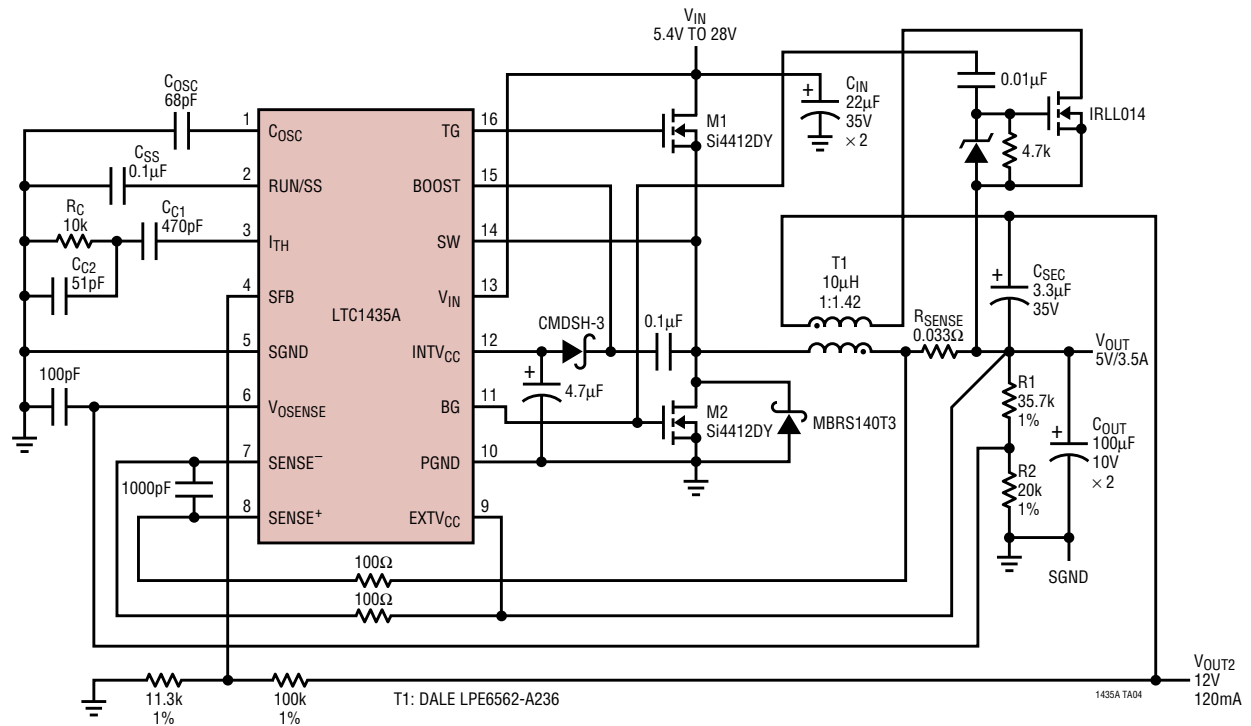 VIN
5.4V TO 28V
COSC
68pF
CSS
0.1µF
RC
10k
CC1
470pF
CC2
51pF
100pF
1000pF
1
2
3
4
5
6
7
8
COSC
RUN/SS
ITH
SFB
SGND
VOSENSE
SENSE−
SENSE+
LTC1435A
TG
BOOST
SW
VIN
INTVCC
BG
PGND
EXTVCC
16
15
14
13
12
11
10
9
M1
Si4412DY
+
CIN
22µF
35V
× 2
0.01µF
4.7k
IRLL014
CMDSH-3
0.1µF
+
4.7µF
M2
Si4412DY
MBRS140T3
T1
10µH
1:1.42
RSENSE
0.033Ω
+
CSEC
3.3µF
35V
VOUT
5V/3.5A
R1
35.7k
1%
R2
20k
1%
+
COUT
100µF
10V
× 2
SGND
100Ω
100Ω
11.3k
1%
100k
1%
T1: DALE LPE6562-A236
1435A TA04
VOUT2
12V
120mA